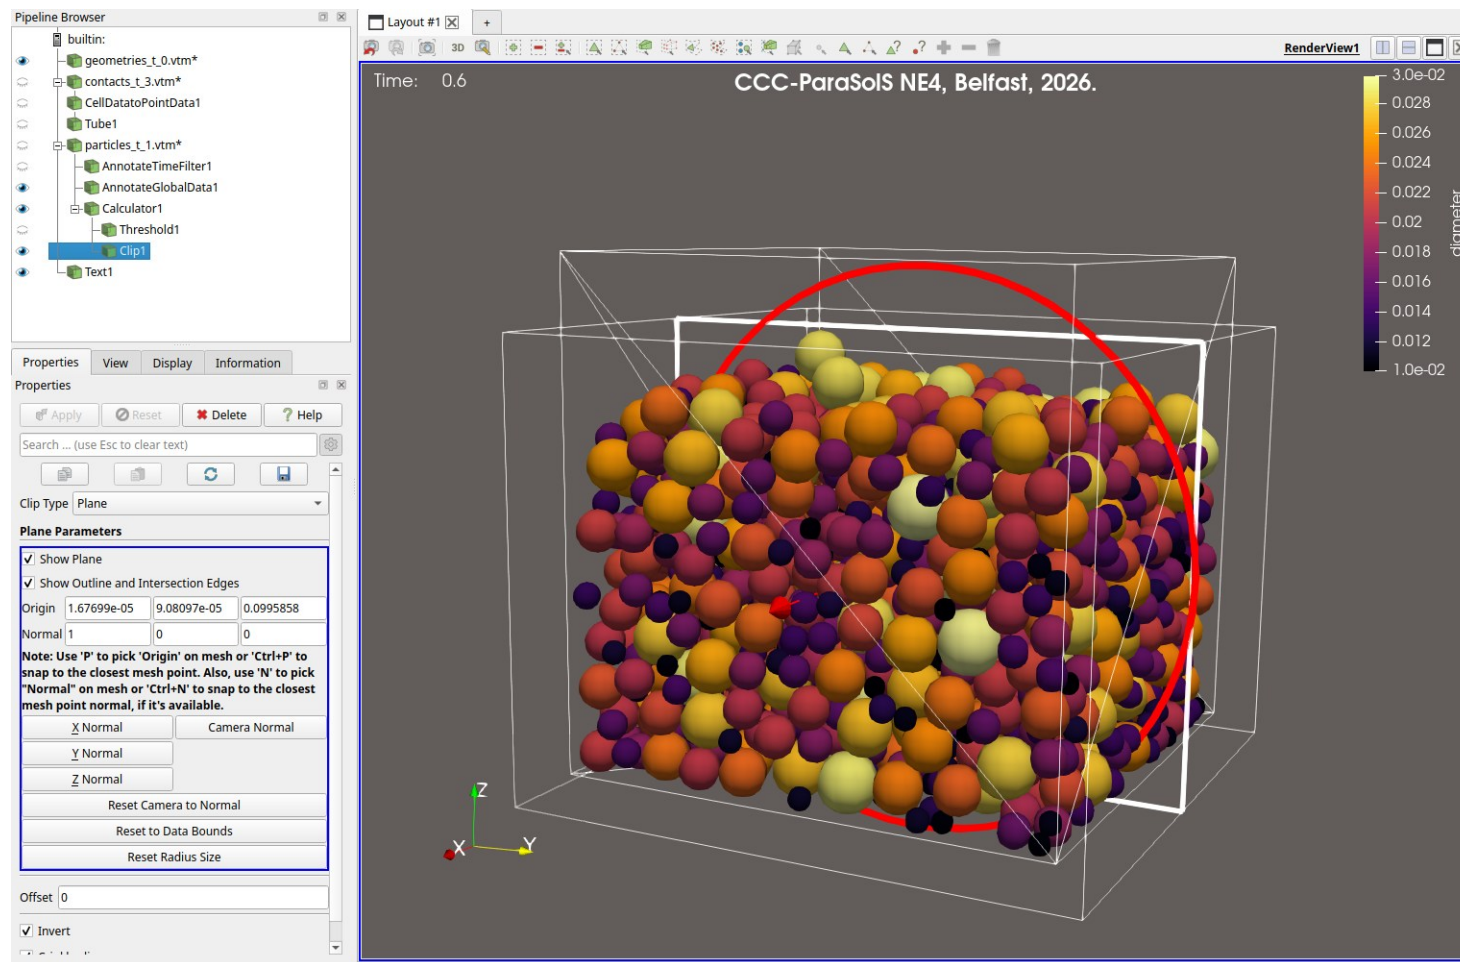 Pipeline Browser
builtin:
geometries_t_0.vtm*
contacts_t_3.vtm*
CellDatatoPointData1
Tube1
particles_t_1.vtm*
AnnotateTimeFilter1
AnnotateGlobalData1
Calculator1
Threshold1
Clip1
Text1
Properties View Display Information
Properties
Apply Reset Delete Help
Search ... (use Esc to clear text)
Clip Type Plane
Plane Parameters
Show Plane
Show Outline and Intersection Edges
Origin 1.67699e-05 9.08097e-05 0.0995858
Normal 1 0 0
Note: Use 'P' to pick 'Origin' on mesh or 'Ctrl+P' to
snap to the closest mesh point. Also, use 'N' to pick
"Normal" on mesh or 'Ctrl+N' to snap to the closest
mesh point normal, if it's available.
X Normal Camera Normal
Y Normal
Z Normal
Reset Camera to Normal
Reset to Data Bounds
Reset Radius Size
Offset 0
Invert
Layout #1 +
3D
RenderView1
Time: 0.6
CCC-ParaSolS NE4, Belfast, 2026.
3.0e-02
0.028
0.026
0.024
0.022
0.02
0.018
0.016
0.014
0.012
1.0e-02
diameter
Z
X
Y